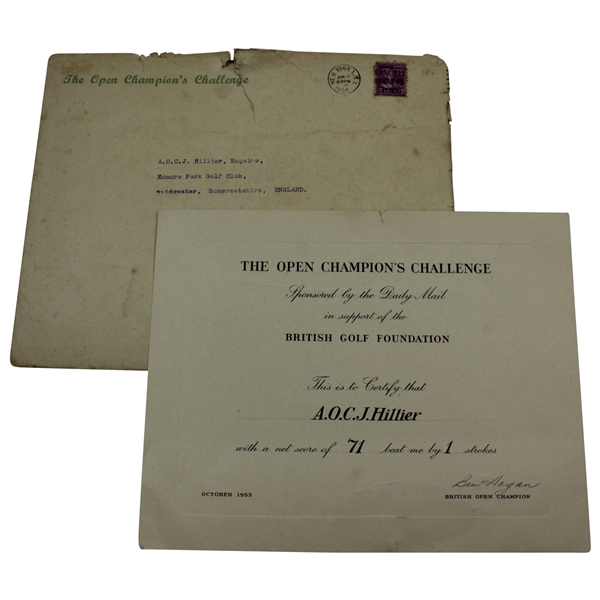 The Open Champion's Challenge
NEW YORK, N.Y.
A.O.C.J. Hillier, Esquire,
Enmore Park Golf Club,
Somersetshire, ENGLAND.
THE OPEN CHAMPION'S CHALLENGE
Sponsored by the Daily Mail
in support of the
BRITISH GOLF FOUNDATION
This is to Certify that
A.O.C.J. Hillier
with a net score of 71 beat me by 1 strokes
Ben Hogan
OCTOBER 1953
BRITISH OPEN CHAMPION